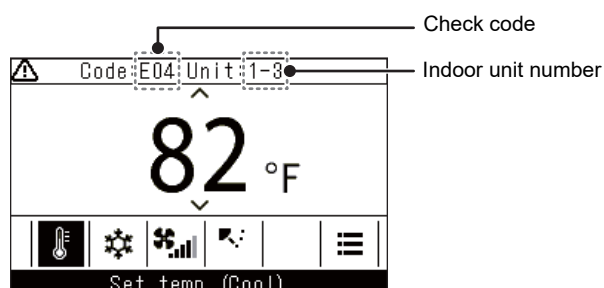 Check code
Code E04 Unit 1-3
Indoor unit number
82 °F
Set temp. (Cool)